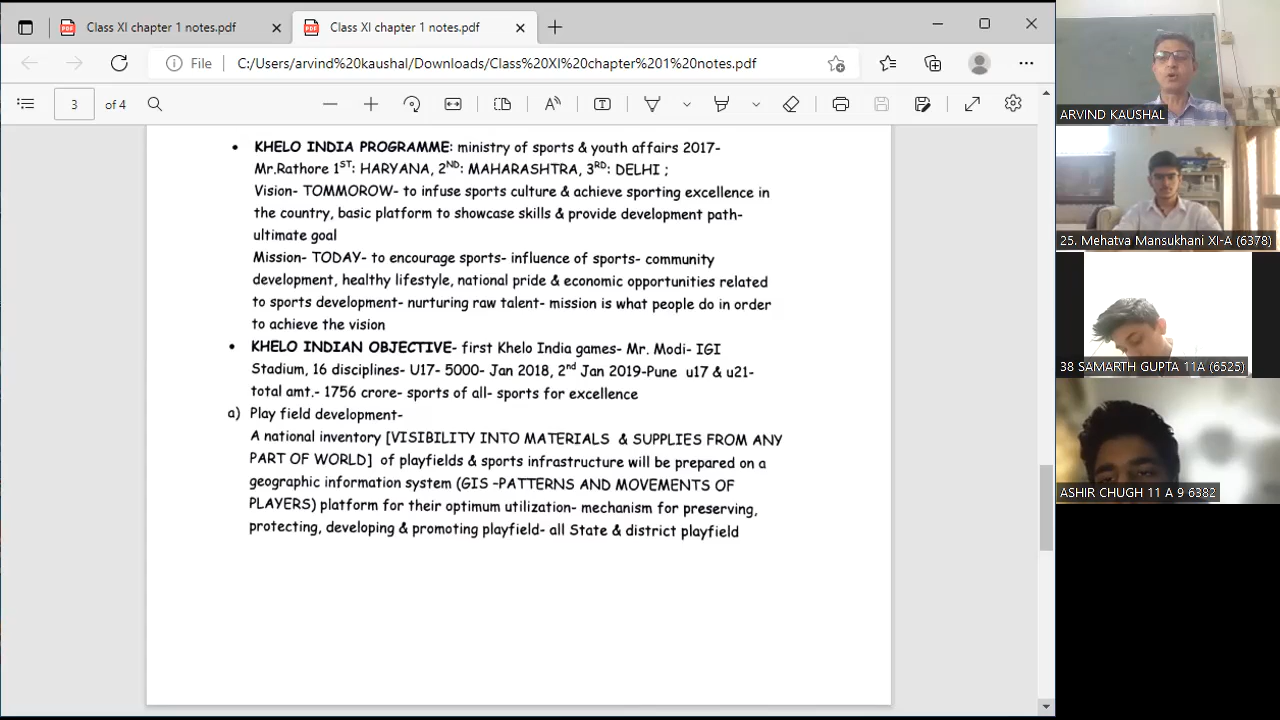 Class XI chapter 1 notes.pdf
Class XI chapter 1 notes.pdf
File
C:/Users/arvind%20kaushal/Downloads/Class%20XI%20chapter%201%20notes.pdf
3 of 4
• KHELO INDIA PROGRAMME: ministry of sports & youth affairs 2017-
Mr.Rathore 1ST: HARYANA, 2ND: MAHARASHTRA, 3RD: DELHI ;
Vision- TOMMOROW- to infuse sports culture & achieve sporting excellence in
the country, basic platform to showcase skills & provide development path-
ultimate goal
Mission- TODAY- to encourage sports- influence of sports- community
development, healthy lifestyle, national pride & economic opportunities related
to sports development- nurturing raw talent- mission is what people do in order
to achieve the vision
• KHELO INDIAN OBJECTIVE- first Khelo India games- Mr. Modi- IGI
Stadium, 16 disciplines- U17- 5000- Jan 2018, 2nd Jan 2019-Pune u17 & u21-
total amt.- 1756 crore- sports of all- sports for excellence
a) Play field development-
A national inventory [VISIBILITY INTO MATERIALS & SUPPLIES FROM ANY
PART OF WORLD] of playfields & sports infrastructure will be prepared on a
geographic information system (GIS -PATTERNS AND MOVEMENTS OF
PLAYERS) platform for their optimum utilization- mechanism for preserving,
protecting, developing & promoting playfield- all State & district playfield
ARVIND KAUSHAL
25. Mehatva Mansukhani XI-A (6378)
38 SAMARTH GUPTA 11A (6525)
ASHIR CHUGH 11 A 9 6382